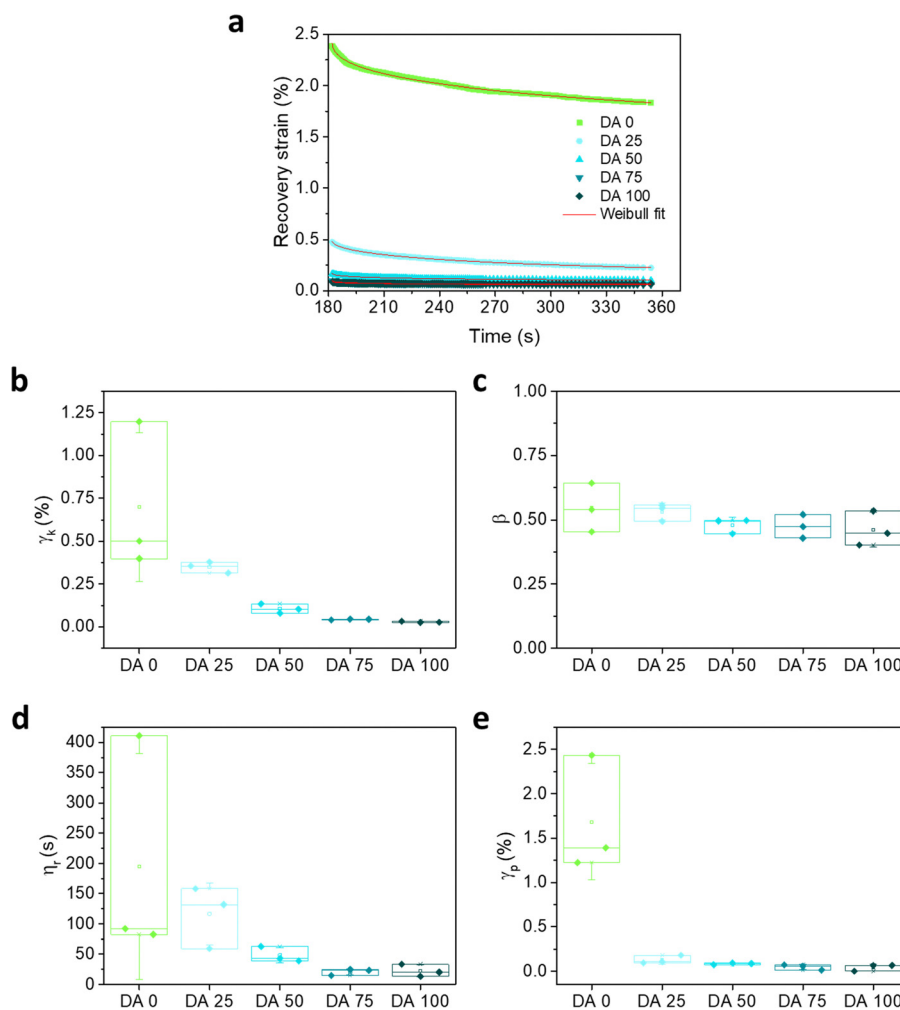 a
Recovery strain (%)
2.5
2.0
1.5
1.0
0.5
0.0
DA 0
DA 25
DA 50
DA 75
DA 100
Weibull fit
180 210 240 270 300 330 360
Time (s)
b
γk (%)
1.25
1.00
0.75
0.50
0.25
0.00
DA 0 DA 25 DA 50 DA 75 DA 100
c
β
1.00
0.75
0.50
0.25
0.00
DA 0 DA 25 DA 50 DA 75 DA 100
d
ηr (s)
400
350
300
250
200
150
100
50
0
DA 0 DA 25 DA 50 DA 75 DA 100
e
γp (%)
2.5
2.0
1.5
1.0
0.5
0.0
DA 0 DA 25 DA 50 DA 75 DA 100